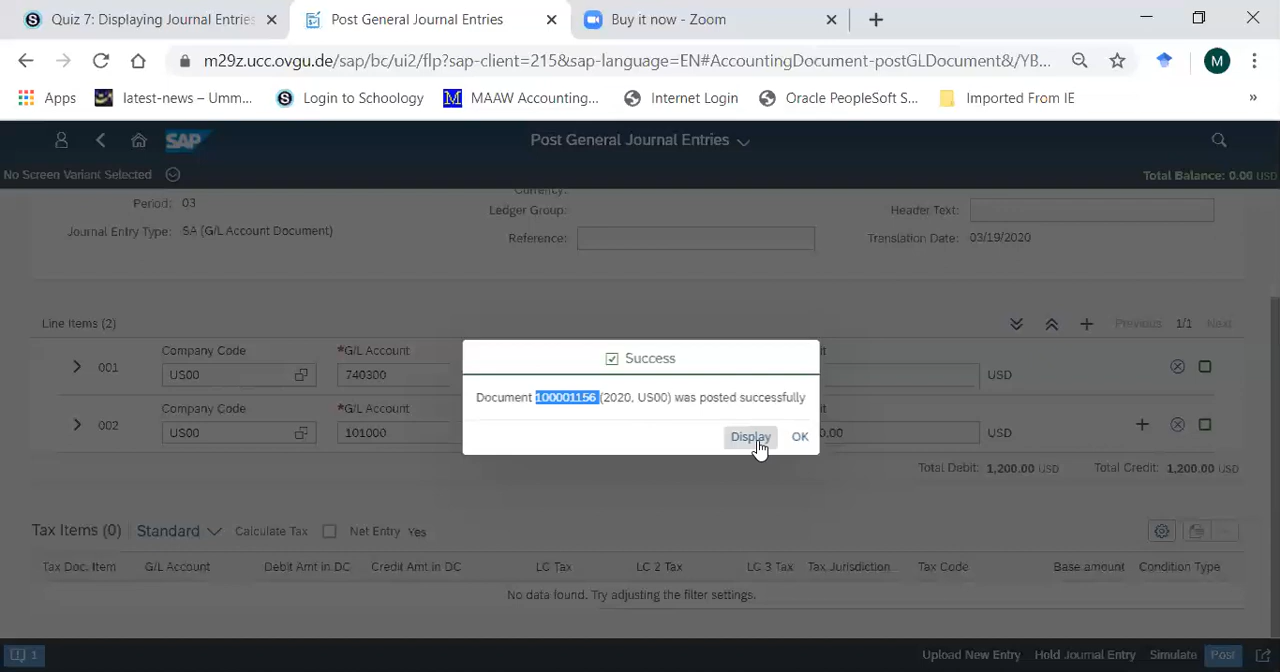 Quiz 7: Displaying Journal Entries
Post General Journal Entries
Buy it now - Zoom
m29z.ucc.ovgu.de/sap/bc/ui2/flp?sap-client=215&sap-language=EN#AccountingDocument-postGLDocument&/YB...
M
Apps
latest-news – Umm...
S Login to Schoology
M MAAW Accounting...
Internet Login
Oracle PeopleSoft S...
Imported From IE
»
SAP
Post General Journal Entries
No Screen Variant Selected
Total Balance: 0.00 USD
Currency:
Period: 03
Ledger Group:
Header Text:
Journal Entry Type: SA (G/L Account Document)
Reference:
Translation Date: 03/19/2020
Line Items (2)
Previous 1/1 Next
Company Code
*G/L Account
001
US00
740300
USD
Company Code
*G/L Account
002
US00
101000
0.00
USD
Success
Document 100001156 (2020, US00) was posted successfully
Display
OK
Total Debit: 1,200.00 USD
Total Credit: 1,200.00 USD
Tax Items (0)
Standard
Calculate Tax
Net Entry Yes
Tax Doc. Item
G/L Account
Debit Amt in DC
Credit Amt in DC
LC Tax
LC 2 Tax
LC 3 Tax
Tax Jurisdiction...
Tax Code
Base amount
Condition Type
No data found. Try adjusting the filter settings.
1
Upload New Entry
Hold Journal Entry
Simulate
Post